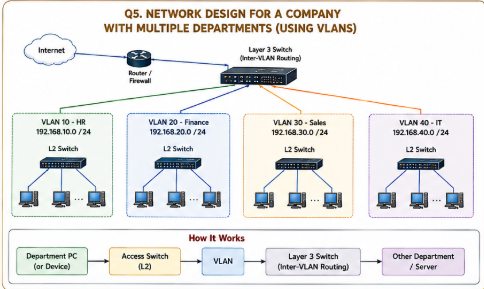 Q5. NETWORK DESIGN FOR A COMPANY
WITH MULTIPLE DEPARTMENTS (USING VLANS)
Internet
Router /
Firewall
Layer 3 Switch
(Inter-VLAN Routing)
VLAN 10 - HR
192.168.10.0 /24
L2 Switch
...
VLAN 20 - Finance
192.168.20.0 /24
L2 Switch
...
VLAN 30 - Sales
192.168.30.0 /24
L2 Switch
...
VLAN 40 - IT
192.168.40.0 /24
L2 Switch
...
How It Works
Department PC
(or Device)
Access Switch
(L2)
VLAN
Layer 3 Switch
(Inter-VLAN Routing)
Other Department
/ Server